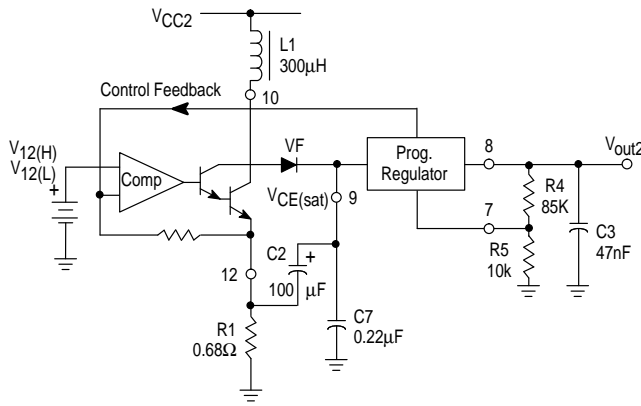 VCC2
L1
300μH
Control Feedback
10
V12(H)
V12(L)
+
Comp
VF
Prog.
Regulator
8
Vout2
VCE(sat)
9
7
R4
85K
R5
10k
C3
47nF
12
C2
+
100 μF
C7
0.22μF
R1
0.68Ω